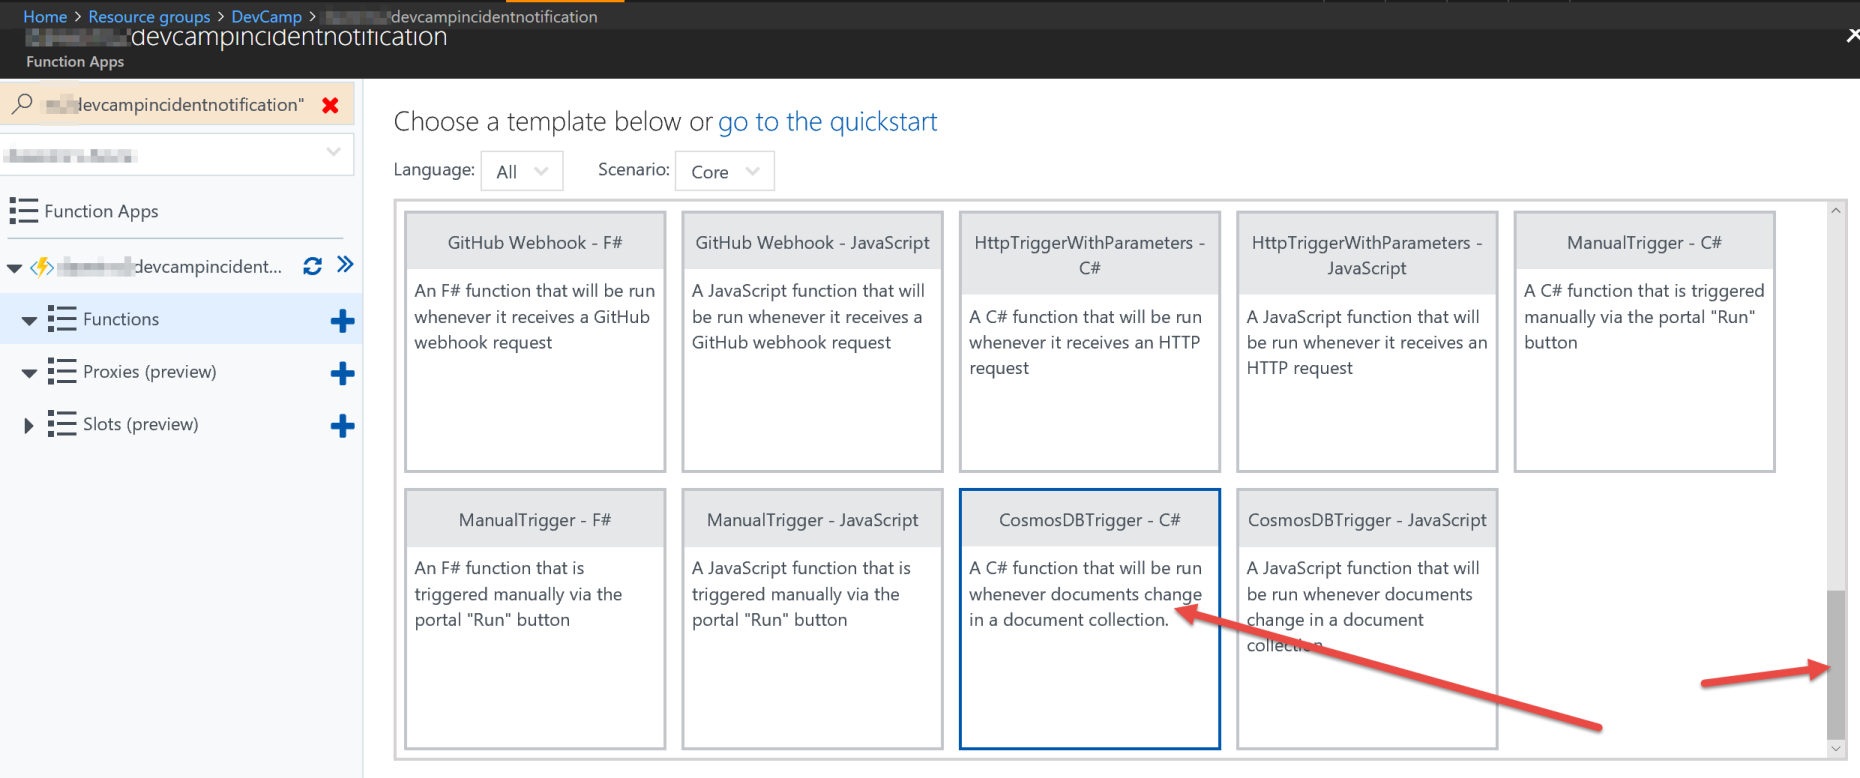 Home > Resource groups > DevCamp > devcampincidentnotification
devcampincidentnotification
Function Apps
devcampincidentnotification"
Choose a template below or go to the quickstart
Language: All Scenario: Core
Function Apps
devcampincident...
Functions
Proxies (preview)
Slots (preview)
GitHub Webhook - F#
An F# function that will be run
whenever it receives a GitHub
webhook request
GitHub Webhook - JavaScript
A JavaScript function that will
be run whenever it receives a
GitHub webhook request
HttpTriggerWithParameters -
C#
A C# function that will be run
whenever it receives an HTTP
request
HttpTriggerWithParameters -
JavaScript
A JavaScript function that will
be run whenever it receives an
HTTP request
ManualTrigger - C#
A C# function that is triggered
manually via the portal "Run"
button
ManualTrigger - F#
An F# function that is
triggered manually via the
portal "Run" button
ManualTrigger - JavaScript
A JavaScript function that is
triggered manually via the
portal "Run" button
CosmosDBTrigger - C#
A C# function that will be run
whenever documents change
in a document collection.
CosmosDBTrigger - JavaScript
A JavaScript function that will
be run whenever documents
change in a document
collection.